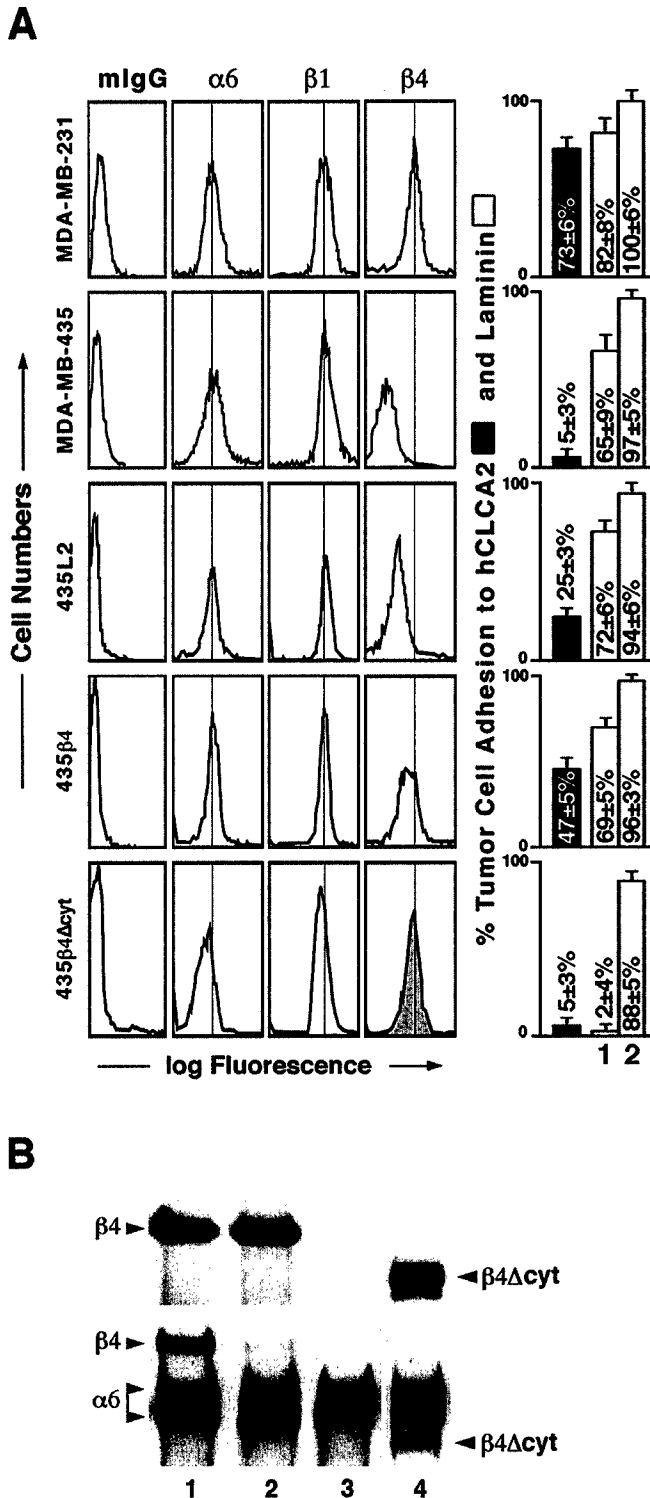 A
mIgG α6 β1 β4
MDA-MB-231
MDA-MB-435
435L2
435β4
435β4Δcyt
Cell Numbers
log Fluorescence
% Tumor Cell Adhesion to hCLCA2 and Laminin
100
0
73±6%
82±8%
100±6%
100
0
5±3%
65±9%
97±5%
100
0
25±3%
72±6%
94±6%
100
0
47±5%
69±5%
96±3%
100
0
5±3%
2±4%
88±5%
1 2
B
β4
β4Δcyt
β4
α6
β4Δcyt
1 2 3 4